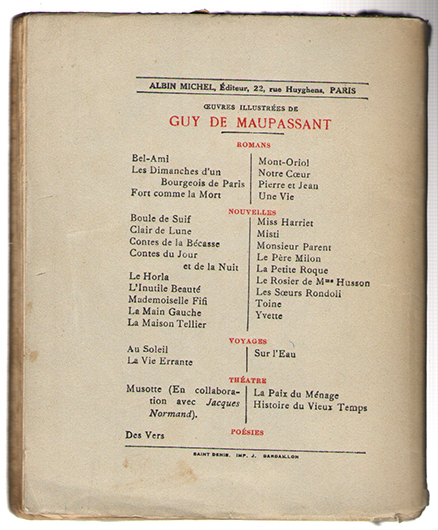 ALBIN MICHEL, Éditeur, 22, rue Huyghens, PARIS
ŒUVRES ILLUSTRÉES DE
GUY DE MAUPASSANT
ROMANS
Bel-Ami
Les Dimanches d'un
Bourgeois de Paris
Fort comme la Mort
Mont-Oriol
Notre Cœur
Pierre et Jean
Une Vie
NOUVELLES
Boule de Suif
Clair de Lune
Contes de la Bécasse
Contes du Jour
et de la Nuit
Le Horla
L'Inutile Beauté
Mademoiselle Fifi
La Main Gauche
La Maison Tellier
Miss Harriet
Misti
Monsieur Parent
Le Père Milon
La Petite Roque
Le Rosier de Mme Husson
Les Sœurs Rondoli
Toine
Yvette
VOYAGES
Au Soleil
La Vie Errante
Sur l'Eau
THÉATRE
Musotte (En collabora-
tion avec Jacques
Normand).
La Paix du Ménage
Histoire du Vieux Temps
POÉSIES
Des Vers
SAINT DENIS. IMP. J. DARDAILLON